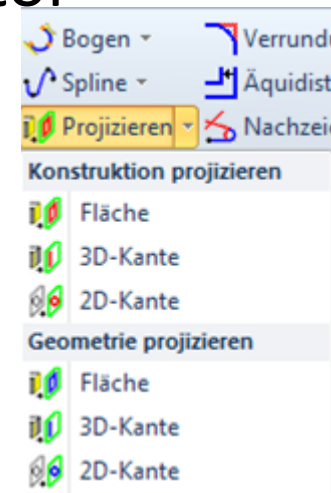 Bogen
Verrund
Spline
Äquidist
Projizieren
Nachzei
Konstruktion projizieren
Fläche
3D-Kante
2D-Kante
Geometrie projizieren
Fläche
3D-Kante
2D-Kante